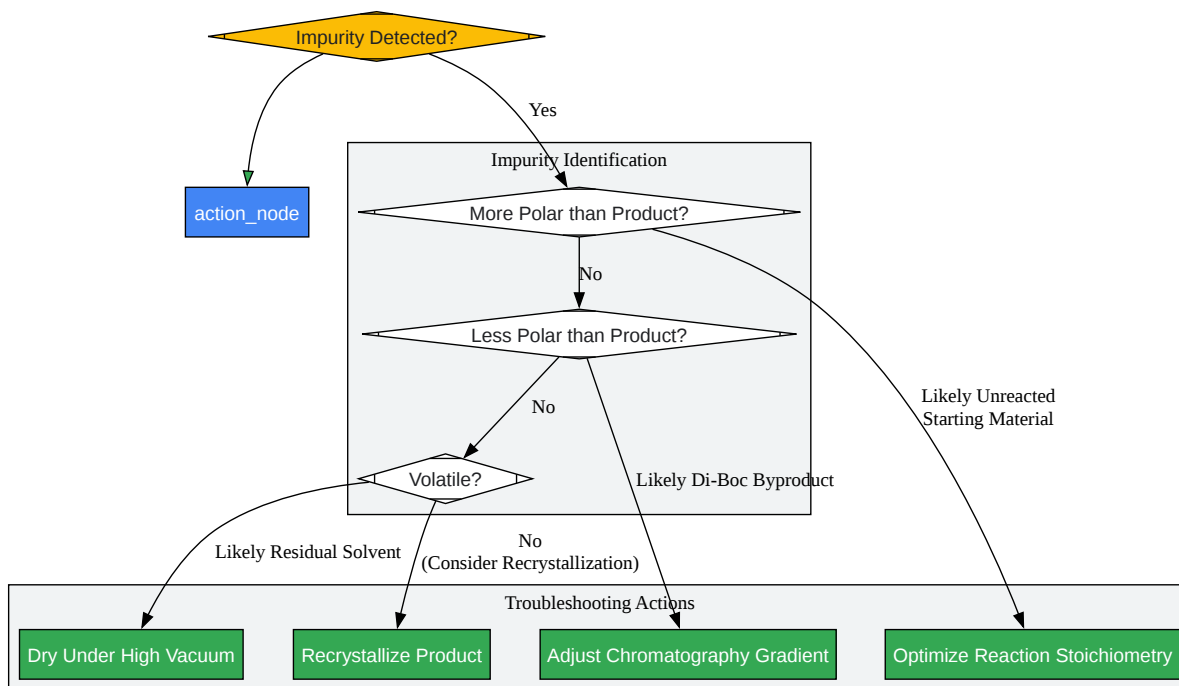 Impurity Detected?
Yes
Impurity Identification
action_node
More Polar than Product?
No
Less Polar than Product?
Likely Unreacted
Starting Material
No
Volatile?
Likely Di-Boc Byproduct
Likely Residual Solvent
No
(Consider Recrystallization)
Troubleshooting Actions
Dry Under High Vacuum
Recrystallize Product
Adjust Chromatography Gradient
Optimize Reaction Stoichiometry